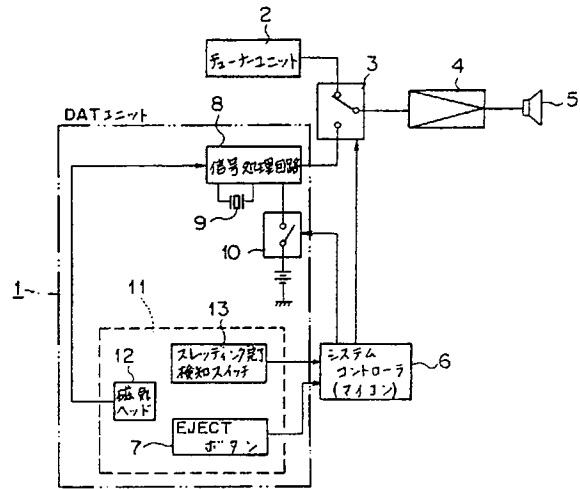 2
チューナーユニット
3
4
5
DATユニット
8
信号処理回路
9
10
1
11
13
スレッディング完了
検知スイッチ
12
磁気
ヘッド
EJECT
ボタン
7
システム
コントローラ
(マイコン)
6